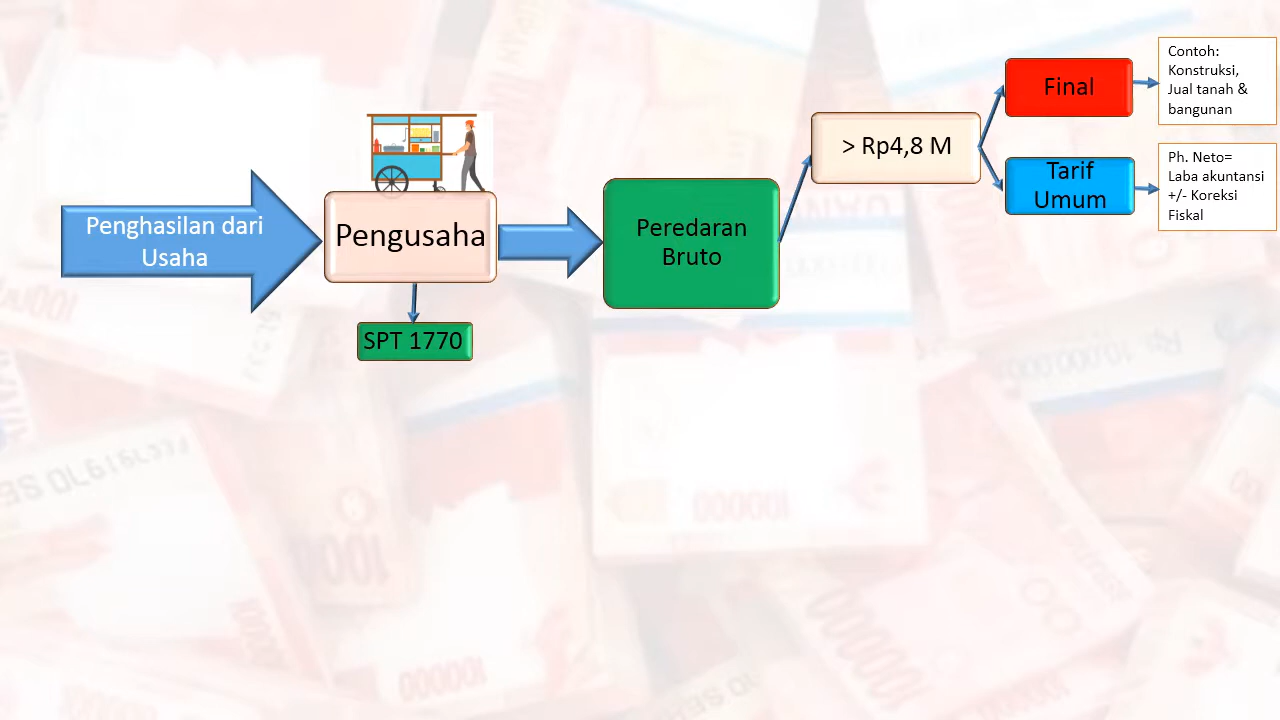 Penghasilan dari
Usaha
Pengusaha
SPT 1770
Peredaran
Bruto
> Rp4,8 M
Final
Contoh:
Konstruksi,
Jual tanah &
bangunan
Tarif
Umum
Ph. Neto=
Laba akuntansi
+/- Koreksi
Fiskal